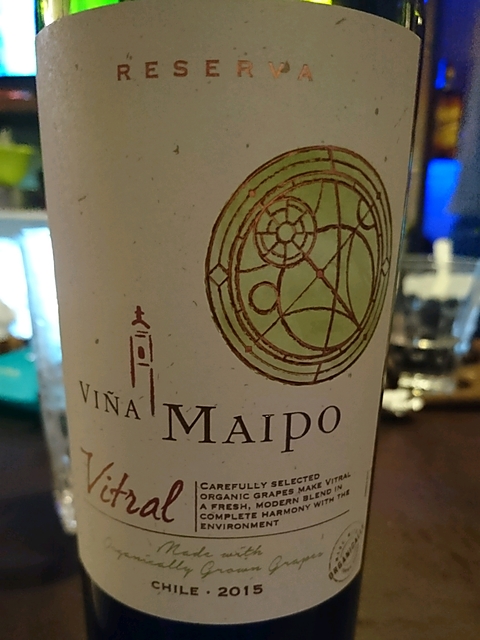 RESERVA
VIÑA MAIPO
Vitral
CAREFULLY SELECTED
ORGANIC GRAPES MAKE VITRAL
A FRESH, MODERN BLEND IN
COMPLETE HARMONY WITH THE
ENVIRONMENT
Made with
Organically Grown Grapes
CHILE · 2015